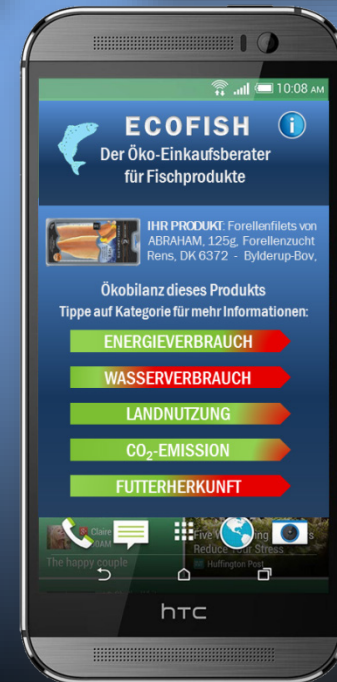 10:08 AM
ECOFISH
i
Der Öko-Einkaufsberater
für Fischprodukte
IHR PRODUKT: Forellenfilets von
ABRAHAM, 125g, Forellenzucht
Rens, DK 6372 - Bylderup-Bov,
Ökobilanz dieses Produkts
Tippe auf Kategorie für mehr Informationen:
ENERGIEVERBRAUCH
WASSERVERBRAUCH
LANDNUTZUNG
CO₂-EMISSION
FUTTERHERKUNFT
Claire
The happy couple
Five
Reduce Your Stress
Huffington Post
hTC